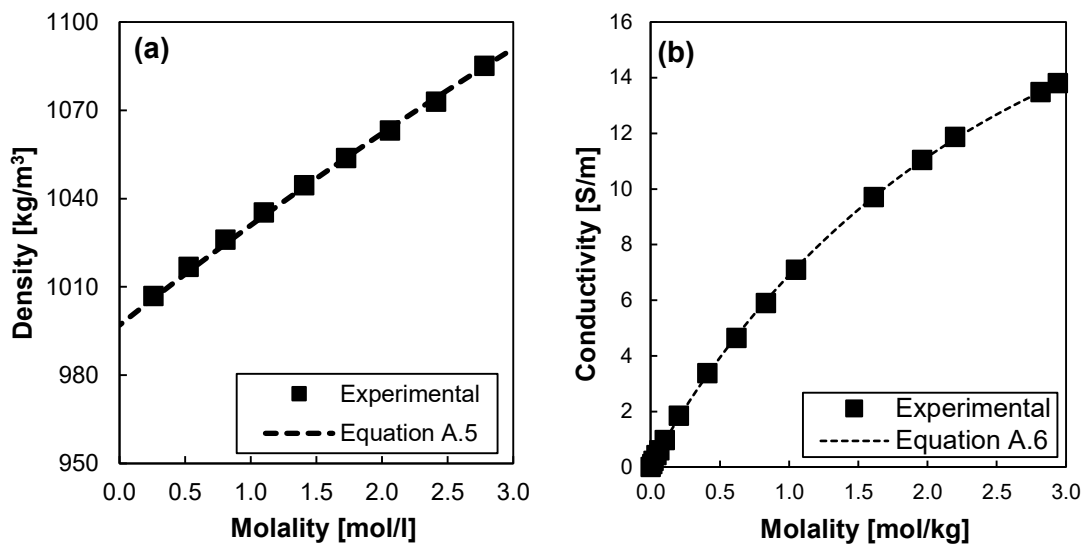 (a)
Density [kg/m³]
1100
1070
1040
1010
980
950
0.0 0.5 1.0 1.5 2.0 2.5 3.0
Molality [mol/l]
Experimental
Equation A.5
(b)
Conductivity [S/m]
16
14
12
10
8
6
4
2
0
0.0 0.5 1.0 1.5 2.0 2.5 3.0
Molality [mol/kg]
Experimental
Equation A.6